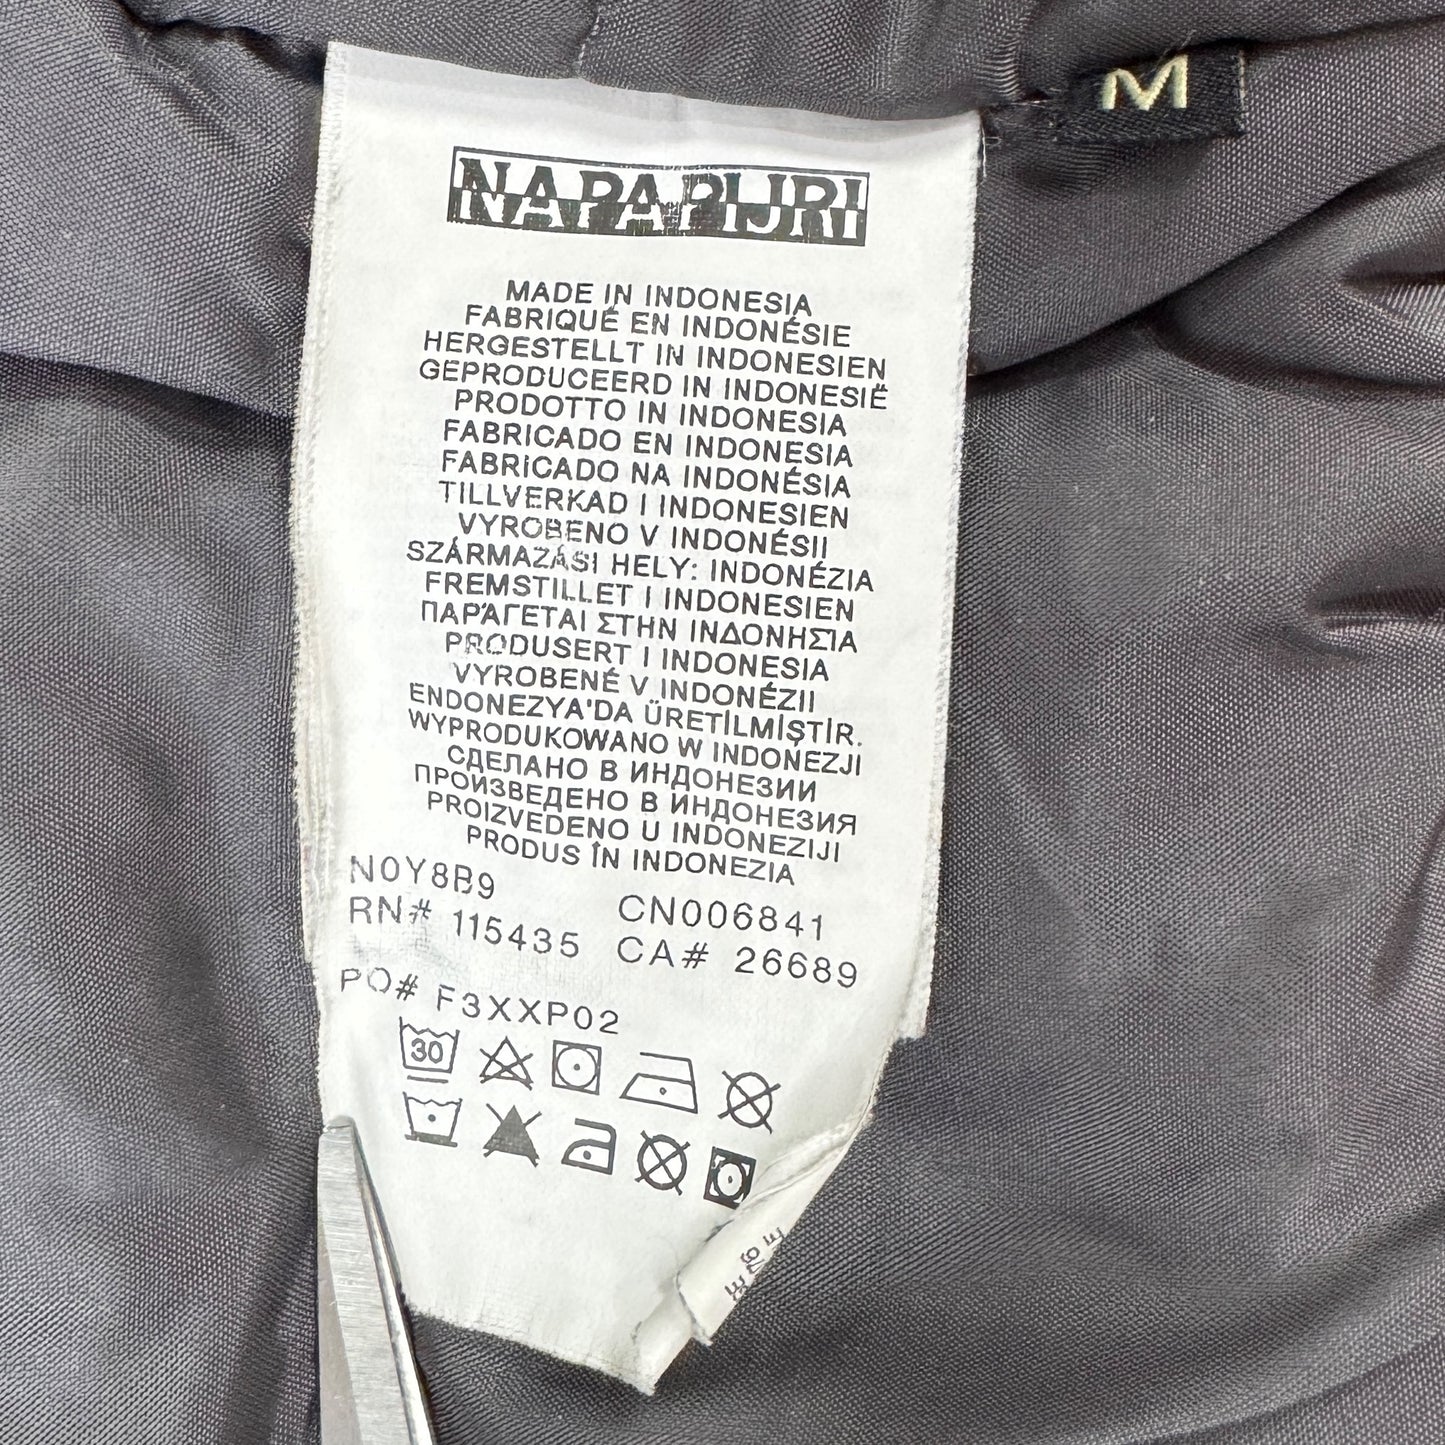 M
NAPAPIJRI
MADE IN INDONESIA
FABRIQUÉ EN INDONÉSIE
HERGESTELLT IN INDONESIEN
GEPRODUCEERD IN INDONESIË
PRODOTTO IN INDONESIA
FABRICADO EN INDONESIA
FABRICADO NA INDONÉSIA
TILLVERKAD I INDONESIEN
VYROBENO V INDONÉSII
SZÁRMAZÁSI HELY: INDONÉZIA
FREMSTILLET I INDONESIEN
ΠΑΡΑΓΕΤΑΙ ΣΤΗΝ ΙΝΔΟΝΗΣΙΑ
PRODUSERT I INDONESIA
VYROBENÉ V INDONÉZII
ENDONEZYA'DA ÜRETİLMİŞTİR.
WYPRODUKOWANO W INDONEZJI
СДЕЛАНО В ИНДОНЕЗИИ
ПРОИЗВЕДЕНО В ИНДОНЕЗИЯ
PROIZVEDENO U INDONEZIJI
PRODUS ÎN INDONEZIA
N0Y8B9 CN006841
RN# 115435 CA# 26689
PO# F3XXP02
30